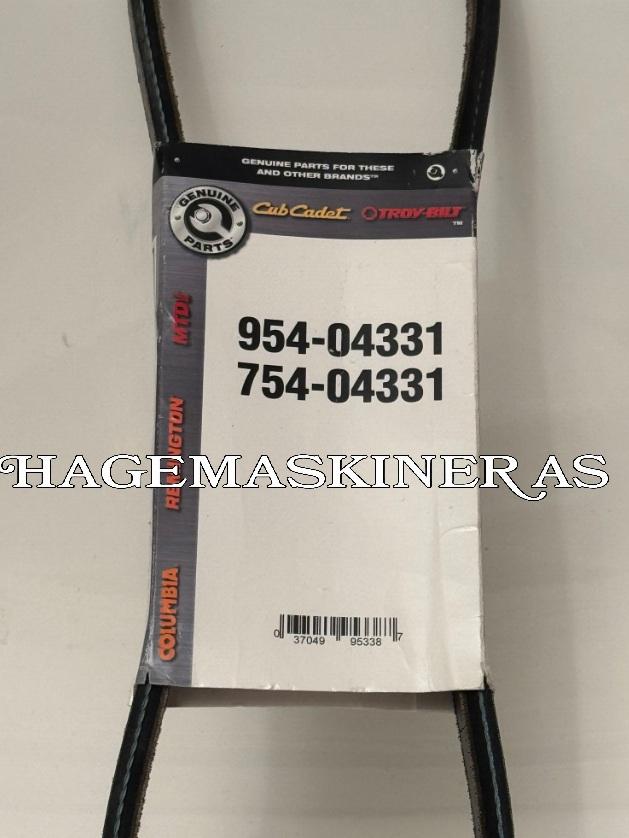 GENUINE PARTS FOR THESE
AND OTHER BRANDS™
GENUINE
PARTS
Cub Cadet
TROY-BILT
™
MTD
954-04331
754-04331
REMINGTON
HAGEMASKINER AS
COLUMBIA
0 37049 95338 7